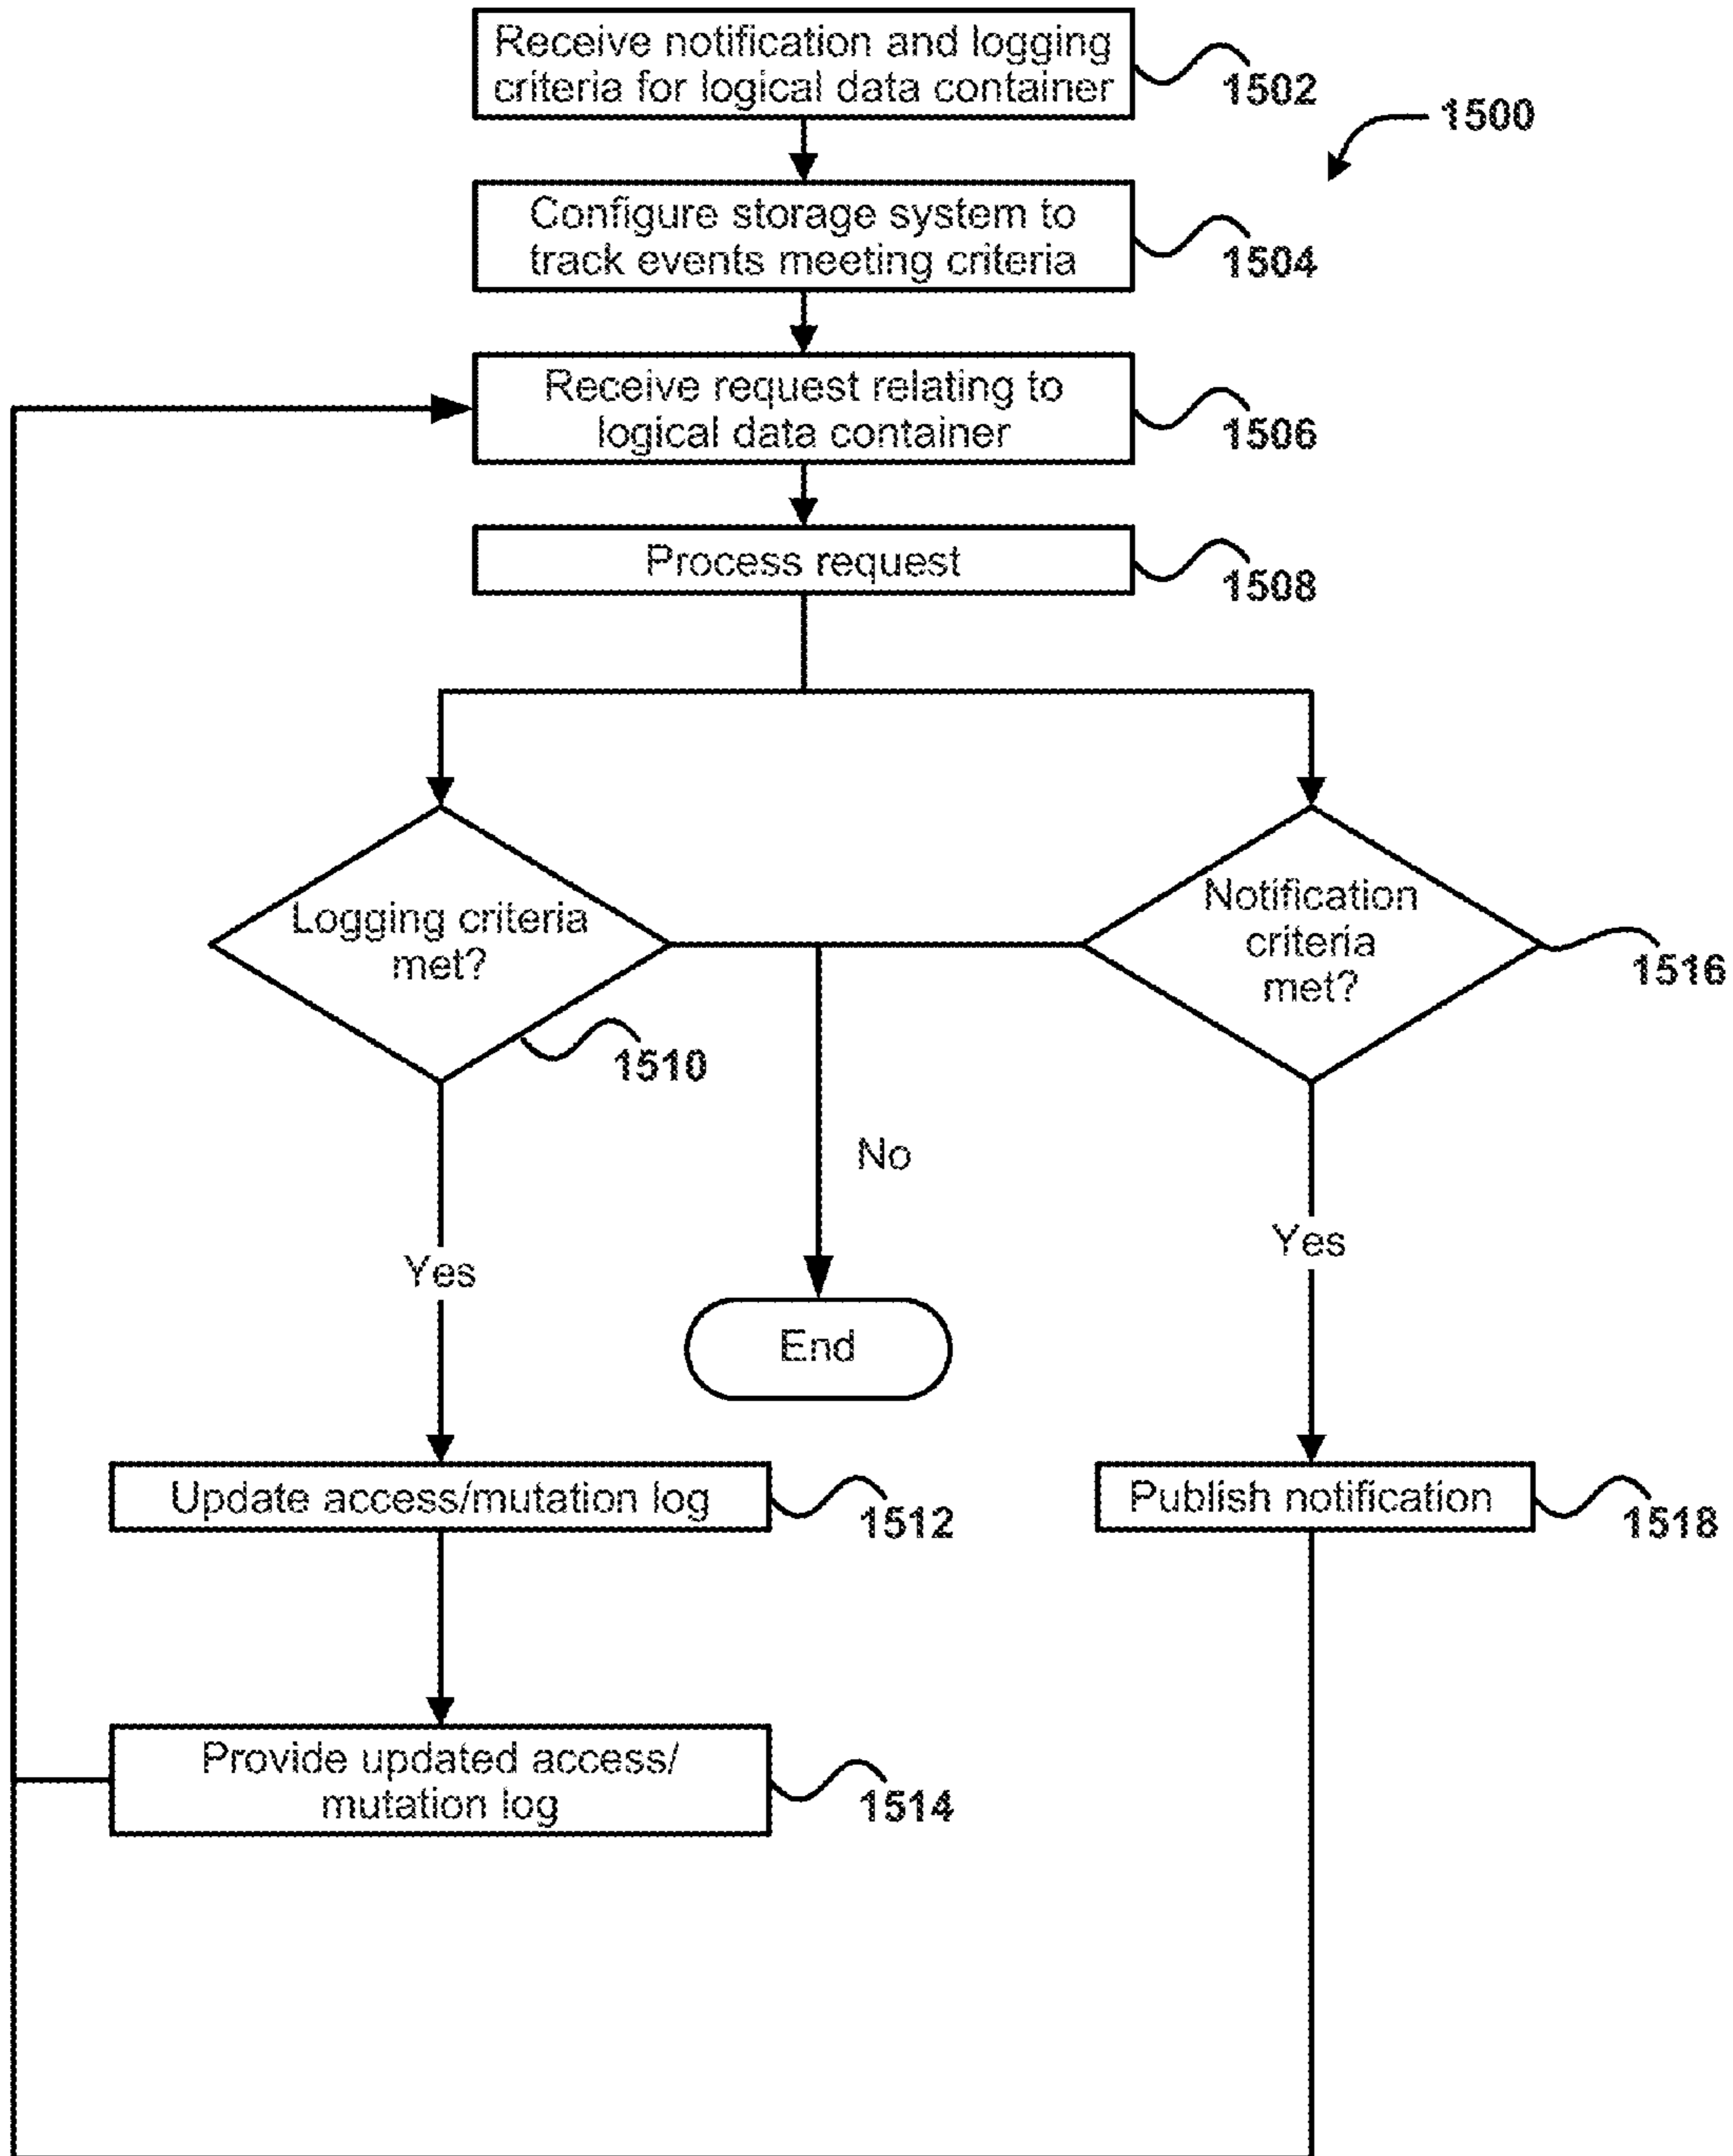 Receive notification and logging
criteria for logical data container
1502
1500
Configure storage system to
track events meeting criteria
1504
Receive request relating to
logical data container
1506
Process request
1508
Logging criteria
met?
1510
Notification
criteria
met?
1516
No
Yes
Yes
End
Update access/mutation log
1512
Publish notification
1518
Provide updated access/
mutation log
1514